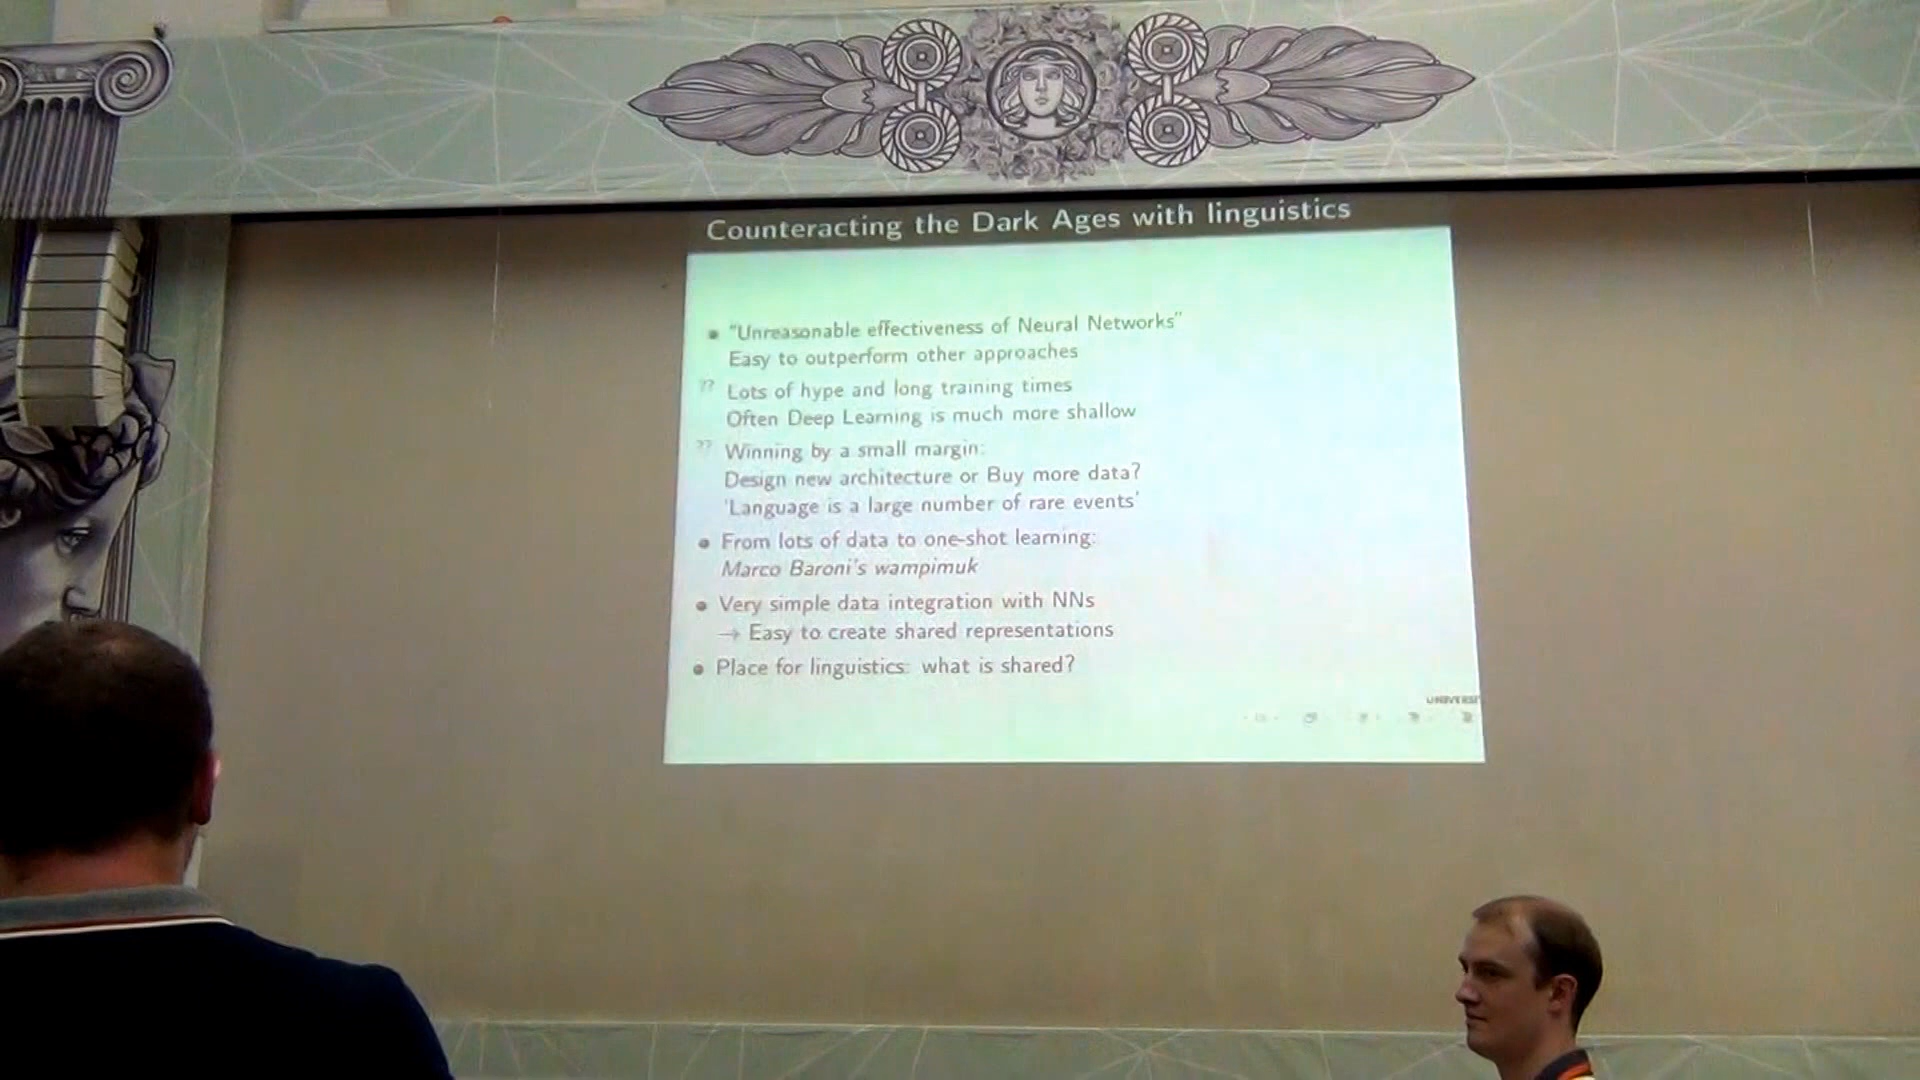 Counteracting the Dark Ages with linguistics
• "Unreasonable effectiveness of Neural Networks"
Easy to outperform other approaches
?? Lots of hype and long training times
Often Deep Learning is much more shallow
?? Winning by a small margin:
Design new architecture or Buy more data?
'Language is a large number of rare events'
• From lots of data to one-shot learning:
Marco Baroni's wampimuk
• Very simple data integration with NNs
→ Easy to create shared representations
• Place for linguistics: what is shared?
UNIVERSI